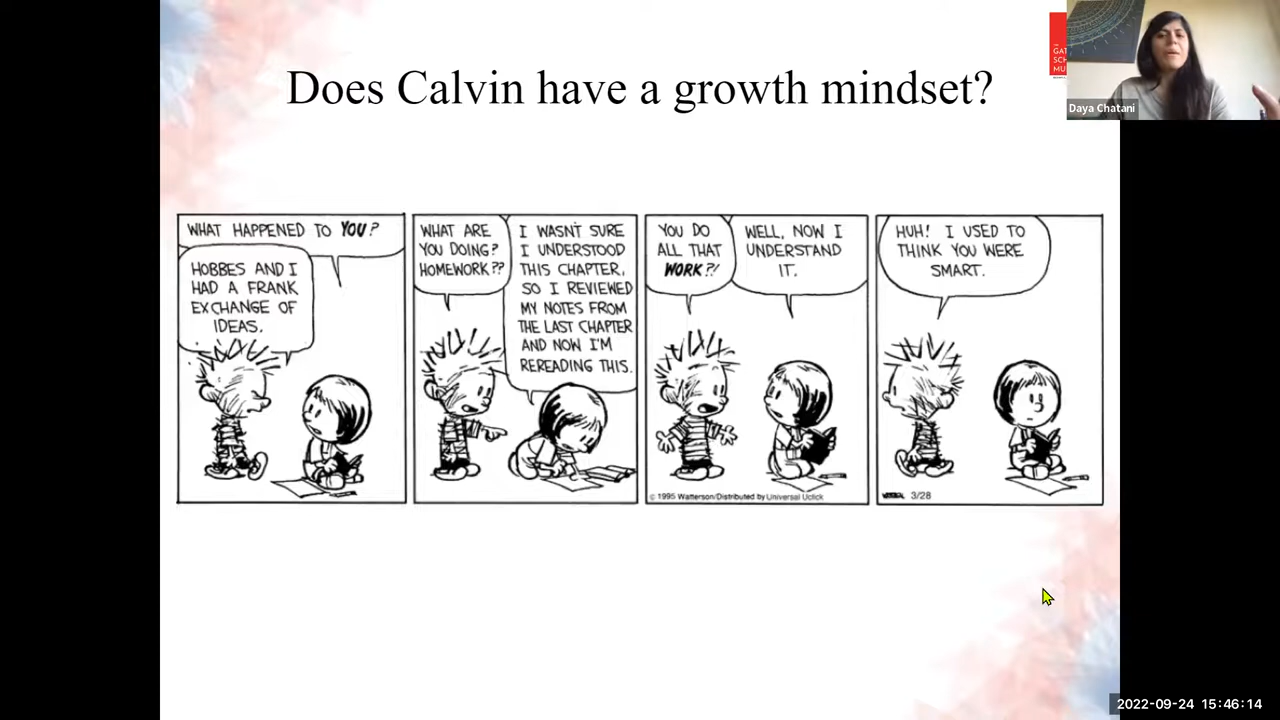 Does Calvin have a growth mindset?
GAT
SCH
MU
Daya Chatani
WHAT HAPPENED TO YOU?
HOBBES AND I
HAD A FRANK
EXCHANGE OF
IDEAS.
WHAT ARE
YOU DOING?
HOMEWORK??
I WASN'T SURE
I UNDERSTOOD
THIS CHAPTER,
SO I REVIEWED
MY NOTES FROM
THE LAST CHAPTER
AND NOW I'M
REREADING THIS.
YOU DO
ALL THAT
WORK?!
WELL, NOW I
UNDERSTAND
IT.
© 1995 Watterson/Distributed by Universal Uclick
HUH! I USED TO
THINK YOU WERE
SMART.
3/28
2022-09-24 15:46:14